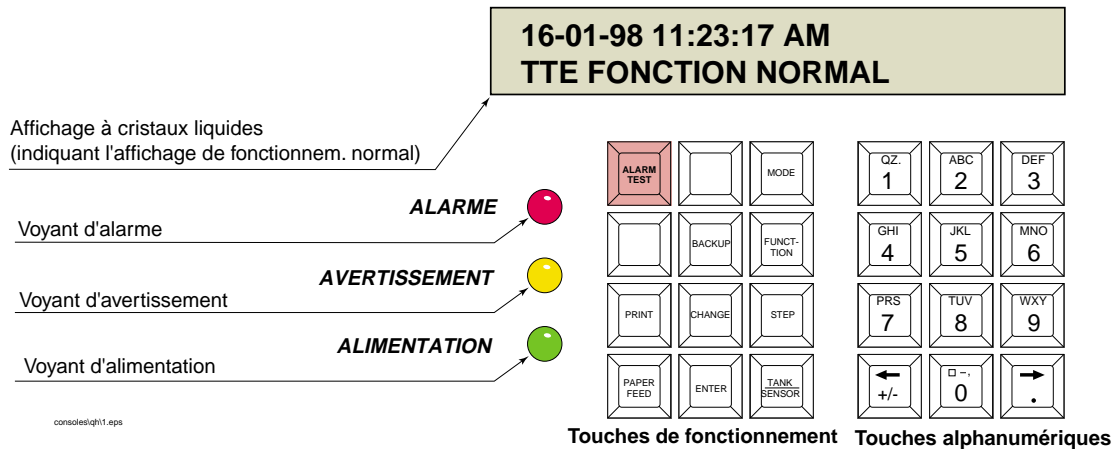 16-01-98 11:23:17 AM
TTE FONCTION NORMAL
Affichage à cristaux liquides
(indiquant l'affichage de fonctionnem. normal)
ALARME
Voyant d'alarme
AVERTISSEMENT
Voyant d'avertissement
ALIMENTATION
Voyant d'alimentation
consoles\qh\1.eps
ALARM
TEST
MODE
BACKUP
FUNCT-
TION
PRINT
CHANGE
STEP
PAPER
FEED
ENTER
TANK
SENSOR
Touches de fonctionnement
QZ.
1
ABC
2
DEF
3
GHI
4
JKL
5
MNO
6
PRS
7
TUV
8
WXY
9
+/-
0
.
Touches alphanumériques